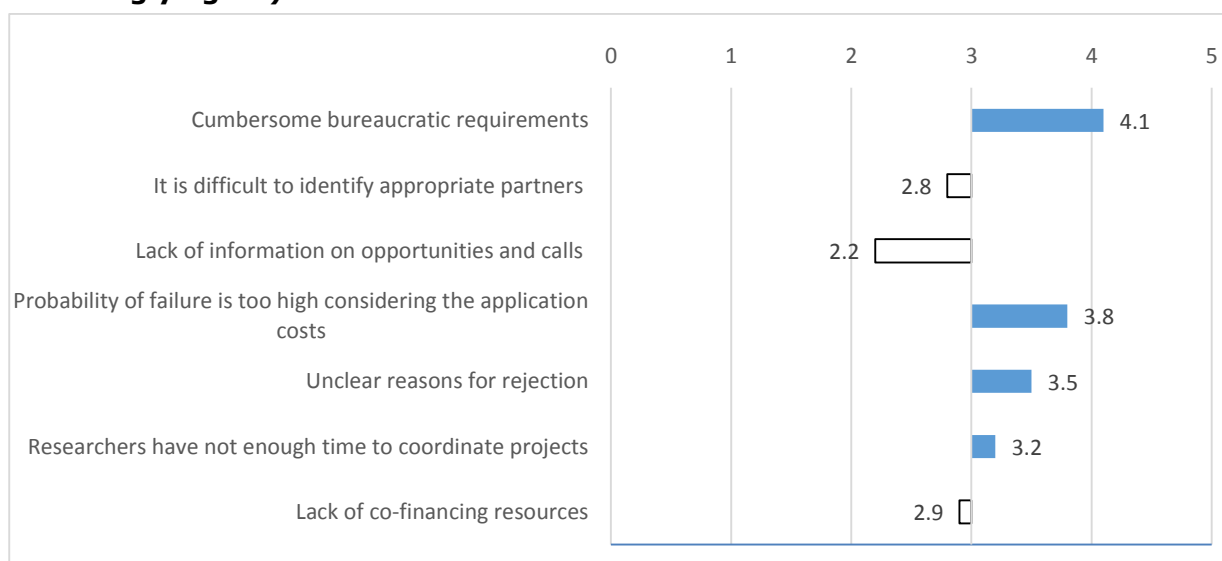 0 1 2 3 4 5
Cumbersome bureaucratic requirements 4.1
It is difficult to identify appropriate partners 2.8
Lack of information on opportunities and calls 2.2
Probability of failure is too high considering the application
costs 3.8
Unclear reasons for rejection 3.5
Researchers have not enough time to coordinate projects 3.2
Lack of co-financing resources 2.9